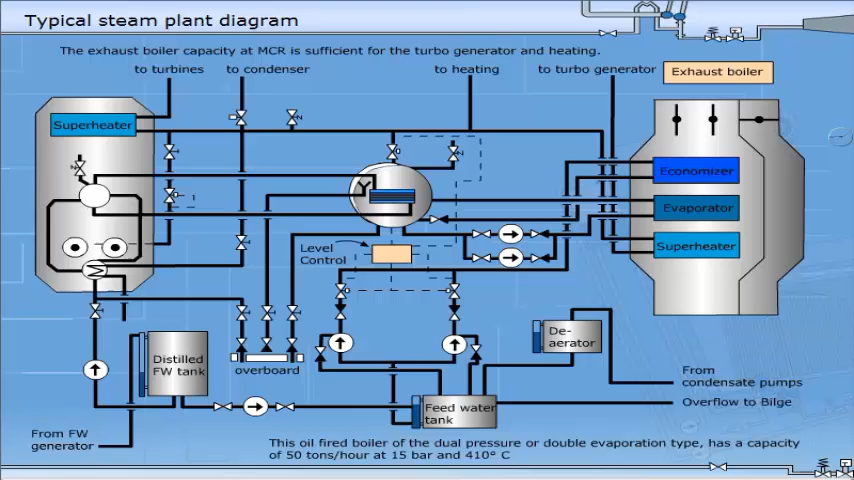 Typical steam plant diagram
The exhaust boiler capacity at MCR is sufficient for the turbo generator and heating.
to turbines
to condenser
to heating
to turbo generator
Exhaust boiler
Superheater
Economizer
Evaporator
Superheater
Level
Control
Distilled
FW tank
overboard
De-
aerator
From
condensate pumps
Overflow to Bilge
Feed water
tank
From FW
generator
This oil fired boiler of the dual pressure or double evaporation type, has a capacity
of 50 tons/hour at 15 bar and 410° C